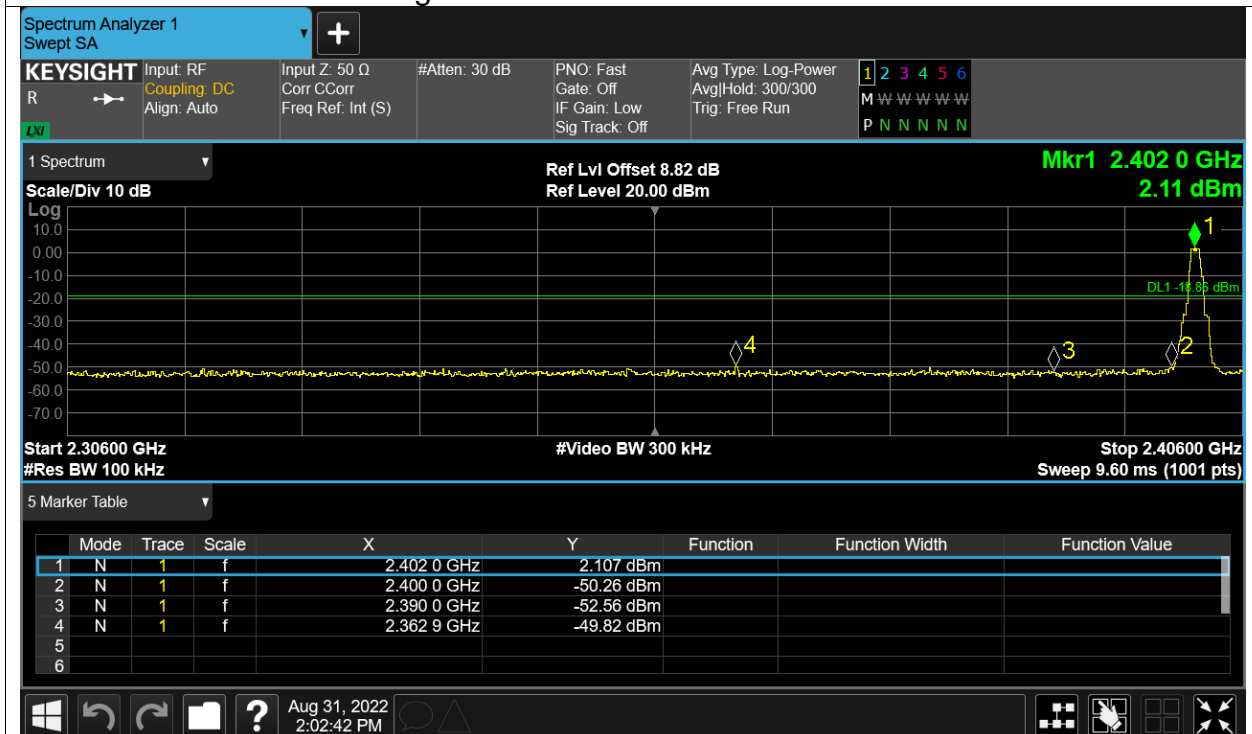 Spectrum Analyzer 1
Swept SA
+
KEYSIGHT Input: RF Input Z: 50 Ω #Atten: 30 dB PNO: Fast Avg Type: Log-Power 1 2 3 4 5 6
R Coupling: DC Corr CCorr Gate: Off Avg|Hold: 300/300 M W W W W W
Align: Auto Freq Ref: Int (S) IF Gain: Low Trig: Free Run
LXI Sig Track: Off P N N N N N N
1 Spectrum Ref Lvl Offset 8.82 dB Mkr1 2.402 0 GHz
Scale/Div 10 dB Ref Level 20.00 dBm 2.11 dBm
Log
10.0 1
0.00
-10.0
DL1 -18.86 dBm
-20.0
-30.0
-40.0 4 3 2
-50.0
-60.0
-70.0
Start 2.30600 GHz #Video BW 300 kHz Stop 2.40600 GHz
#Res BW 100 kHz Sweep 9.60 ms (1001 pts)
5 Marker Table
Mode Trace Scale X Y Function Function Width Function Value
1 N 1 f 2.402 0 GHz 2.107 dBm
2 N 1 f 2.400 0 GHz -50.26 dBm
3 N 1 f 2.390 0 GHz -52.56 dBm
4 N 1 f 2.362 9 GHz -49.82 dBm
5
6
? Aug 31, 2022
2:02:42 PM